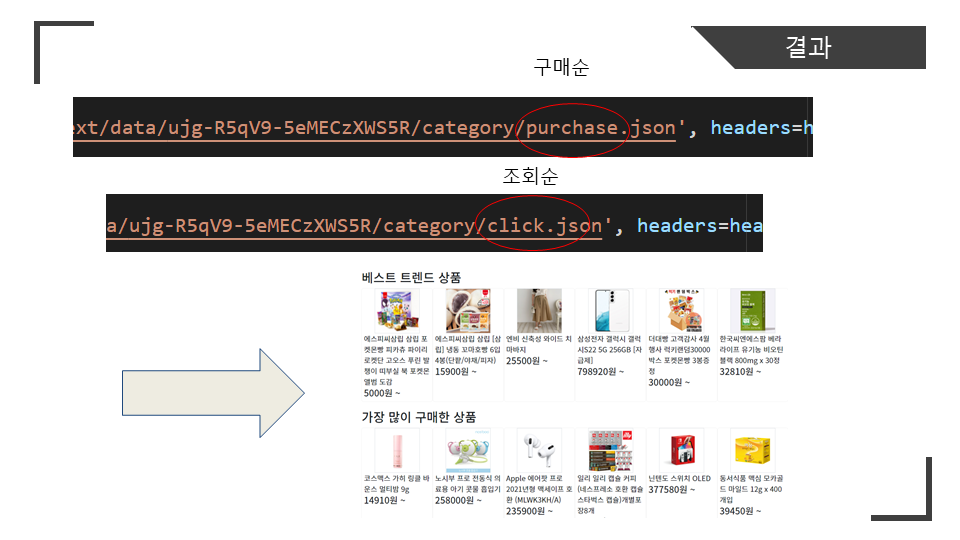 결과
구매순
ext/data/ujg-R5qV9-5eMECzXWS5R/category/purchase.json', headers=h
조회순
a/ujg-R5qV9-5eMECzXWS5R/category/click.json', headers=hea
베스트 트렌드 상품
에스피씨삼립 삼립 포
켓몬빵 피카츄 파이리
로켓단 고오스 푸린 발
챙이 띠부실 북 포켓몬
앨범 도감
5000원 ~
에스피씨삼립 삼립 [삼
립] 냉동 꼬마호빵 6입
4봉(단팥/야채/피자)
15900원 ~
앤비 신축성 와이드 치
마바지
25500원 ~
삼성전자 갤럭시 갤럭
시S22 5G 256GB [자
급제]
798920원 ~
더대빵 고객감사 4월
행사 럭키랜덤30000
박스 포켓몬빵 3봉증
정
30000원 ~
한국씨엔에스팜 베라
라이프 유기농 비오틴
블랙 800mg x 30정
32810원 ~
가장 많이 구매한 상품
코스맥스 가히 링클 바
운스 멀티밤 9g
14910원 ~
노시부 프로 전동식 의
료용 아기 콧물 흡입기
258000원 ~
Apple 에어팟 프로
2021년형 맥세이프 호
환 (MLWK3KH/A)
235900원 ~
일리 일리 캡슐 커피
(네스프레소 호환 캡슐
스타벅스 캡슐)개별포
장8개
닌텐도 스위치 OLED
377580원 ~
동서식품 맥심 모카골
드 마일드 12g x 400
개입
39450원 ~